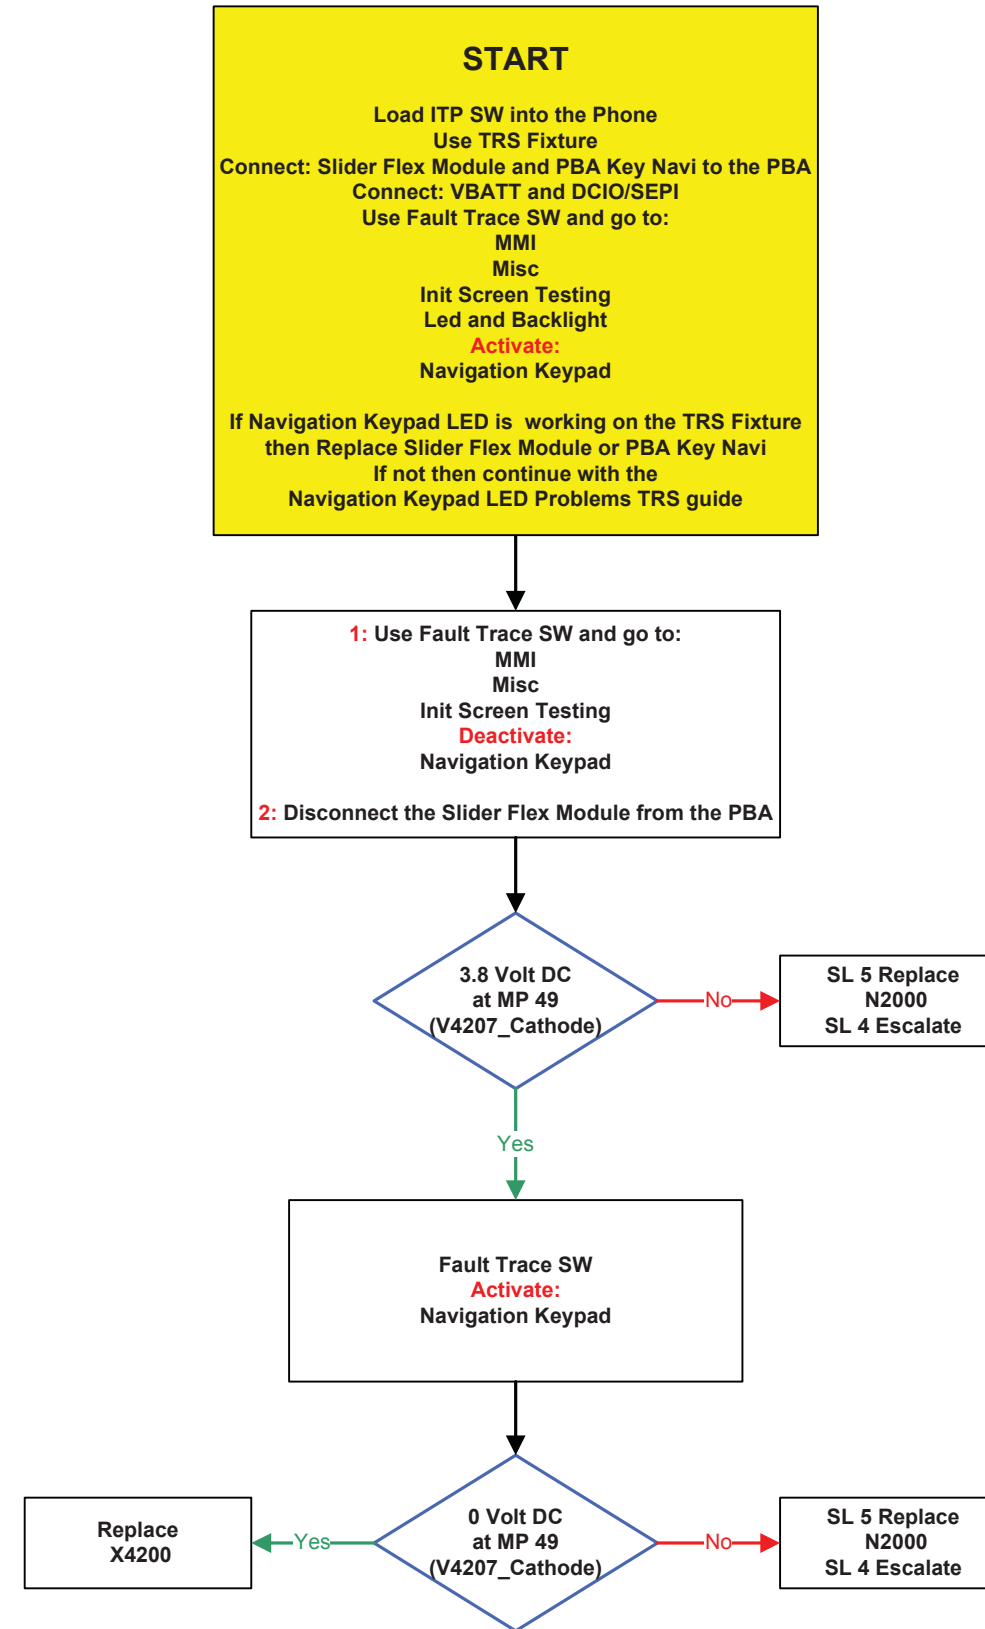 START
Load ITP SW into the Phone
Use TRS Fixture
Connect: Slider Flex Module and PBA Key Navi to the PBA
Connect: VBATT and DCIO/SEPI
Use Fault Trace SW and go to:
MMI
Misc
Init Screen Testing
Led and Backlight
Activate:
Navigation Keypad
If Navigation Keypad LED is working on the TRS Fixture
then Replace Slider Flex Module or PBA Key Navi
If not then continue with the
Navigation Keypad LED Problems TRS guide
1: Use Fault Trace SW and go to:
MMI
Misc
Init Screen Testing
Deactivate:
Navigation Keypad
2: Disconnect the Slider Flex Module from the PBA
3.8 Volt DC
at MP 49
(V4207_Cathode)
No
SL 5 Replace
N2000
SL 4 Escalate
Yes
Fault Trace SW
Activate:
Navigation Keypad
0 Volt DC
at MP 49
(V4207_Cathode)
Yes
Replace
X4200
No
SL 5 Replace
N2000
SL 4 Escalate